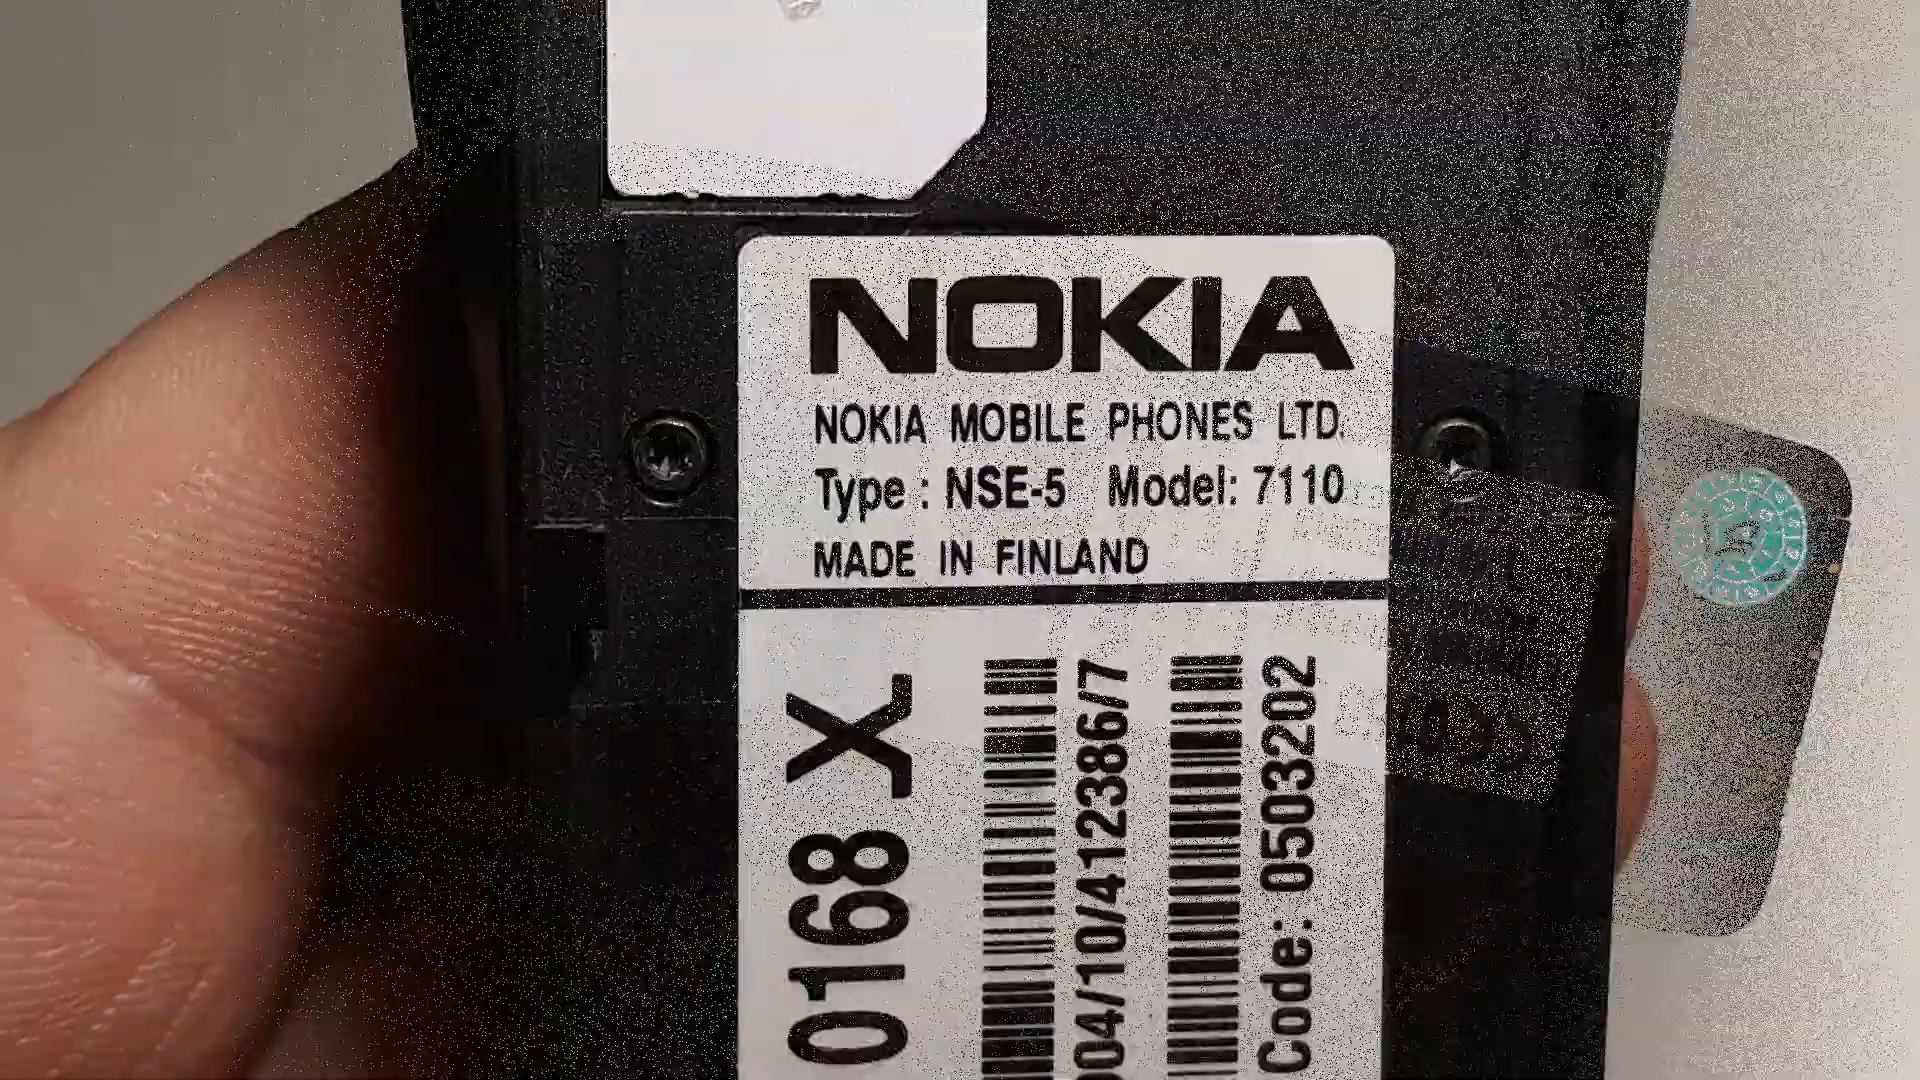 NOKIA
NOKIA MOBILE PHONES LTD.
Type : NSE-5 Model: 7110
MADE IN FINLAND
0168 X
004/10/412386/7
Code: 0503202